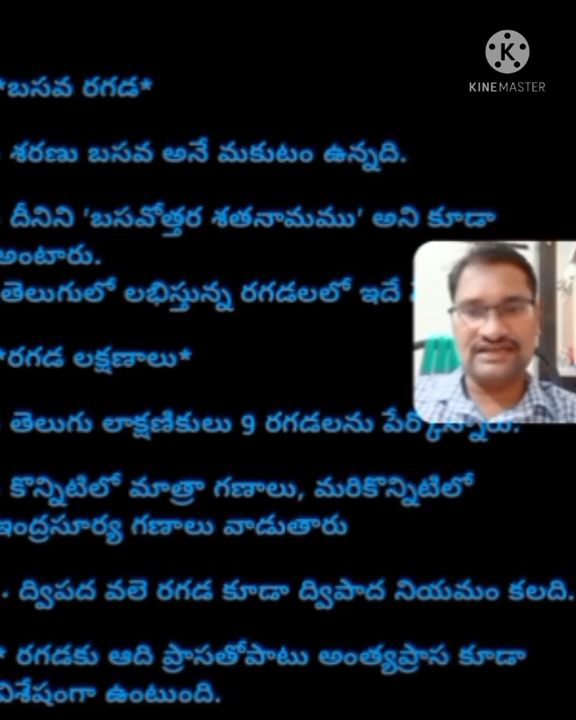 KINEMASTER
*బసవ రగడ*
శరణు బసవ అనే మకుటం ఉన్నది.
దీనిని 'బసవోత్తర శతనామము' అని కూడా
అంటారు.
తెలుగులో లభిస్తున్న రగడలలో ఇదే
*రగడ లక్షణాలు*
తెలుగు లాక్షణికులు 9 రగడలను పేర్కొన్నారు.
కొన్నిటిలో మాత్రా గణాలు, మరికొన్నిటిలో
ఇంద్రసూర్య గణాలు వాడుతారు
· ద్విపద వలె రగడ కూడా ద్విపాద నియమం కలది.
* రగడకు ఆది ప్రాసతోపాటు అంత్యప్రాస కూడా
విశేషంగా ఉంటుంది.